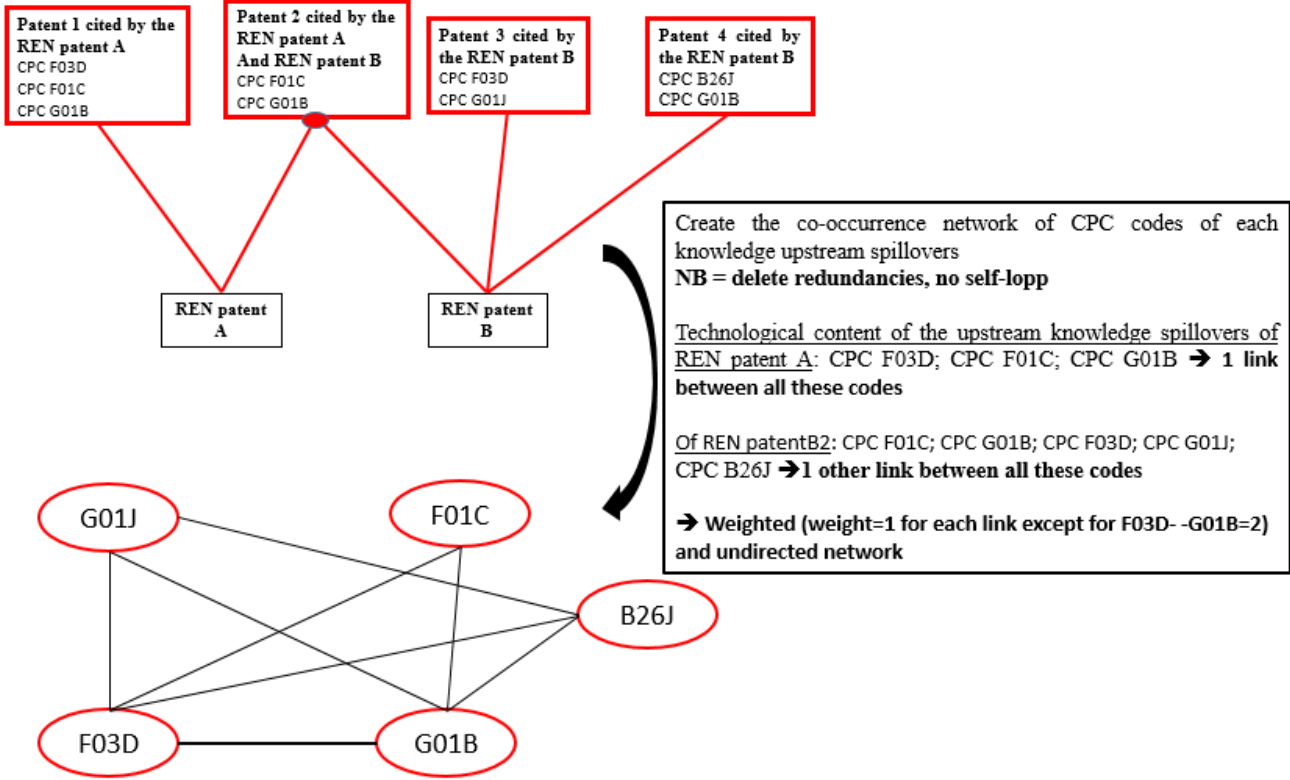 Patent 1 cited by the
REN patent A
CPC F03D
CPC F01C
CPC G01B
Patent 2 cited by the
REN patent A
And REN patent B
CPC F01C
CPC G01B
Patent 3 cited by
the REN patent B
CPC F03D
CPC G01J
Patent 4 cited by
the REN patent B
CPC B26J
CPC G01B
REN patent
A
REN patent
B
Create the co-occurrence network of CPC codes of each
knowledge upstream spillovers
NB = delete redundancies, no self-lopp
Technological content of the upstream knowledge spillovers of
REN patent A: CPC F03D; CPC F01C; CPC G01B ➔ 1 link
between all these codes
Of REN patentB2: CPC F01C; CPC G01B; CPC F03D; CPC G01J;
CPC B26J ➔1 other link between all these codes
➔ Weighted (weight=1 for each link except for F03D- -G01B=2)
and undirected network
G01J
F01C
B26J
F03D
G01B